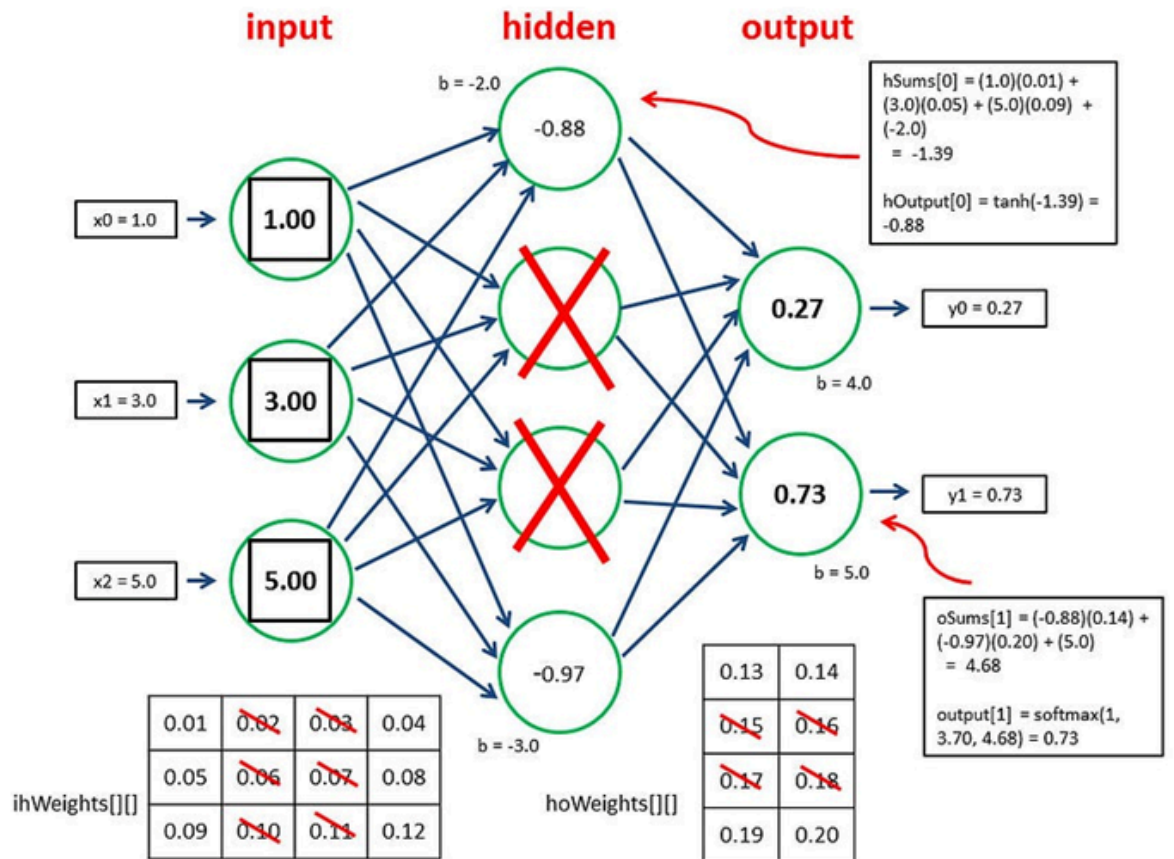 input hidden output
b = -2.0
-0.88
hSums[0] = (1.0)(0.01) +
(3.0)(0.05) + (5.0)(0.09) +
(-2.0)
= -1.39
hOutput[0] = tanh(-1.39) =
-0.88
x0 = 1.0
1.00
0.27
y0 = 0.27
b = 4.0
x1 = 3.0
3.00
0.73
y1 = 0.73
b = 5.0
x2 = 5.0
5.00
-0.97
b = -3.0
oSums[1] = (-0.88)(0.14) +
(-0.97)(0.20) + (5.0)
= 4.68
output[1] = softmax(1,
3.70, 4.68) = 0.73
ihWeights[][]
0.01 0.02 0.03 0.04
0.05 0.06 0.07 0.08
0.09 0.10 0.11 0.12
hoWeights[][]
0.13 0.14
0.15 0.16
0.17 0.18
0.19 0.20